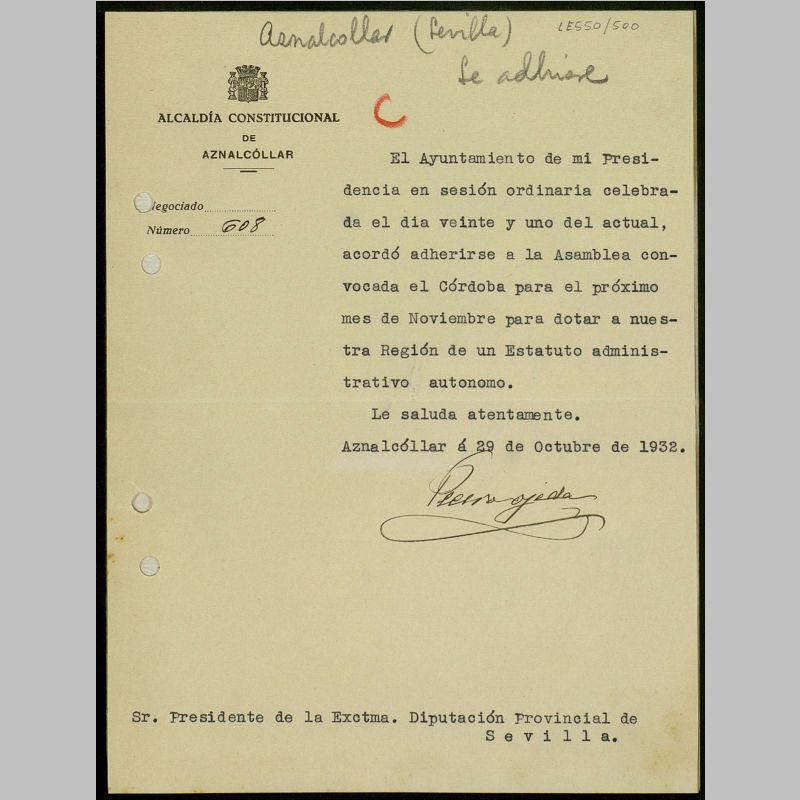 Aznalcollar (Sevilla)
LE550/500
Se adhiere
C
ALCALDÍA CONSTITUCIONAL
DE
AZNALCÓLLAR
Negociado
Número 608
El Ayuntamiento de mi Presi-
dencia en sesión ordinaria celebra-
da el dia veinte y uno del actual,
acordó adherirse a la Asamblea con-
vocada el Córdoba para el próximo
mes de Noviembre para dotar a nues-
tra Región de un Estatuto adminis-
trativo autonomo.
Le saluda atentamente.
Aznalcóllar á 29 de Octubre de 1932.
ojeda
Sr. Presidente de la Exctma. Diputación Provincial de
Sevilla.